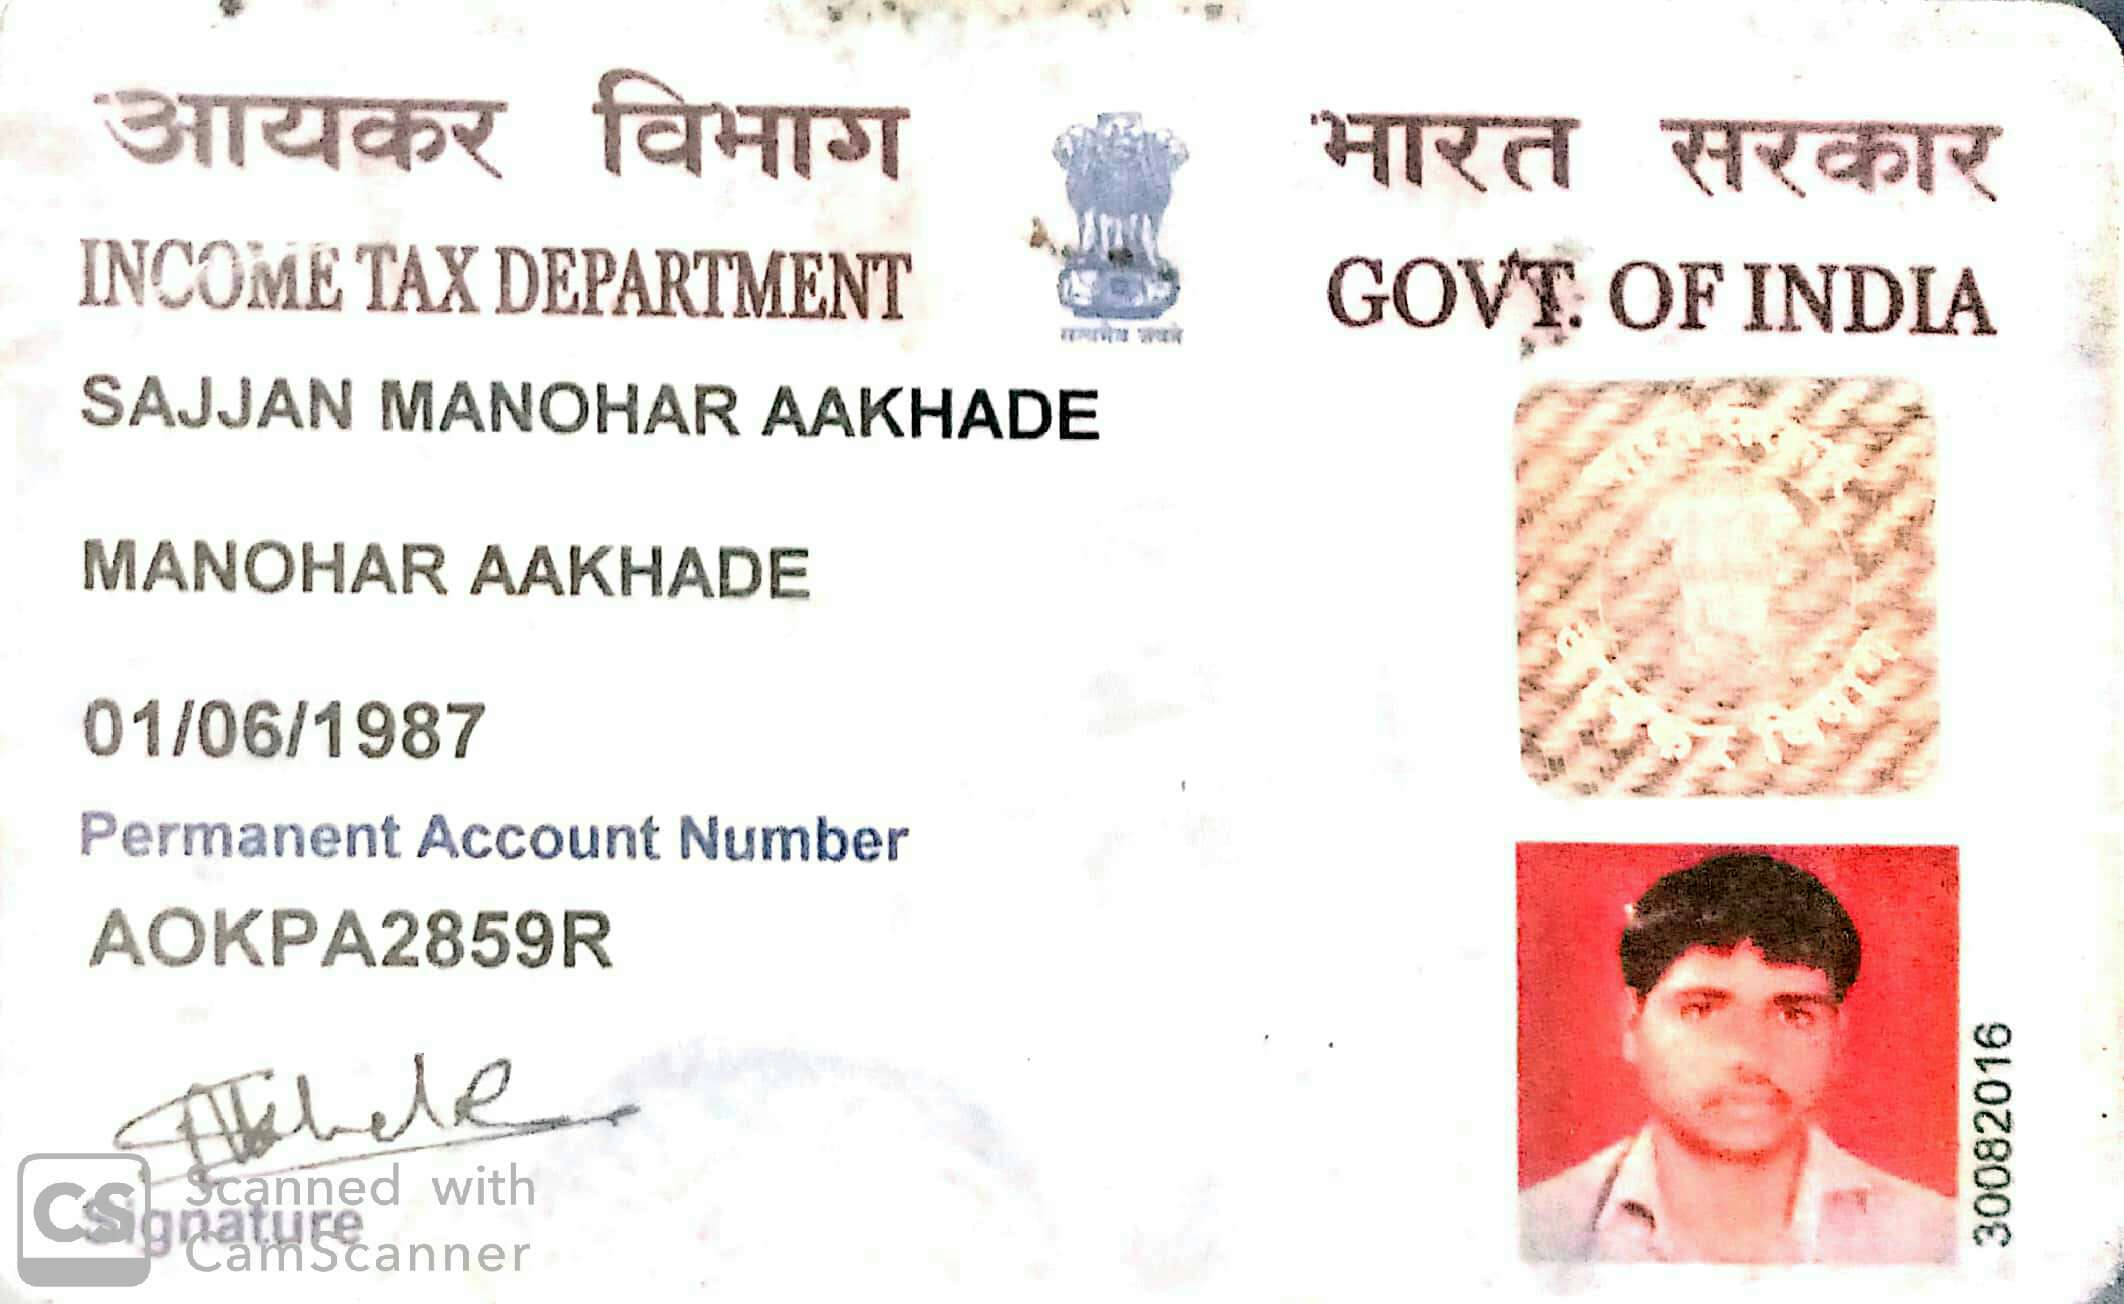 आयकर विभाग
INCOME TAX DEPARTMENT
भारत सरकार
GOVT. OF INDIA
सत्यमेव जयते
SAJJAN MANOHAR AAKHADE
MANOHAR AAKHADE
01/06/1987
Permanent Account Number
AOKPA2859R
Signature
30082016
CS
Scanned with
CamScanner